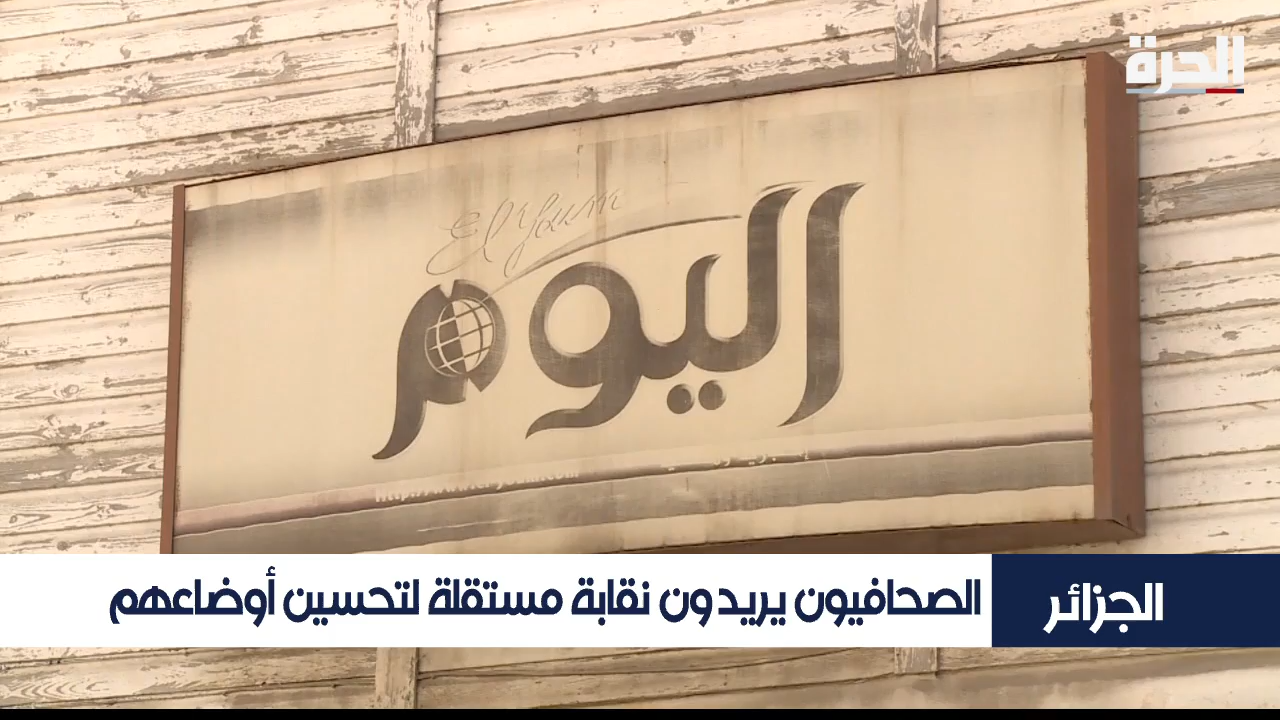 الحرة
El Youm
اليوم
الجزائر
الصحافيون يريدون نقابة مستقلة لتحسين أوضاعهم